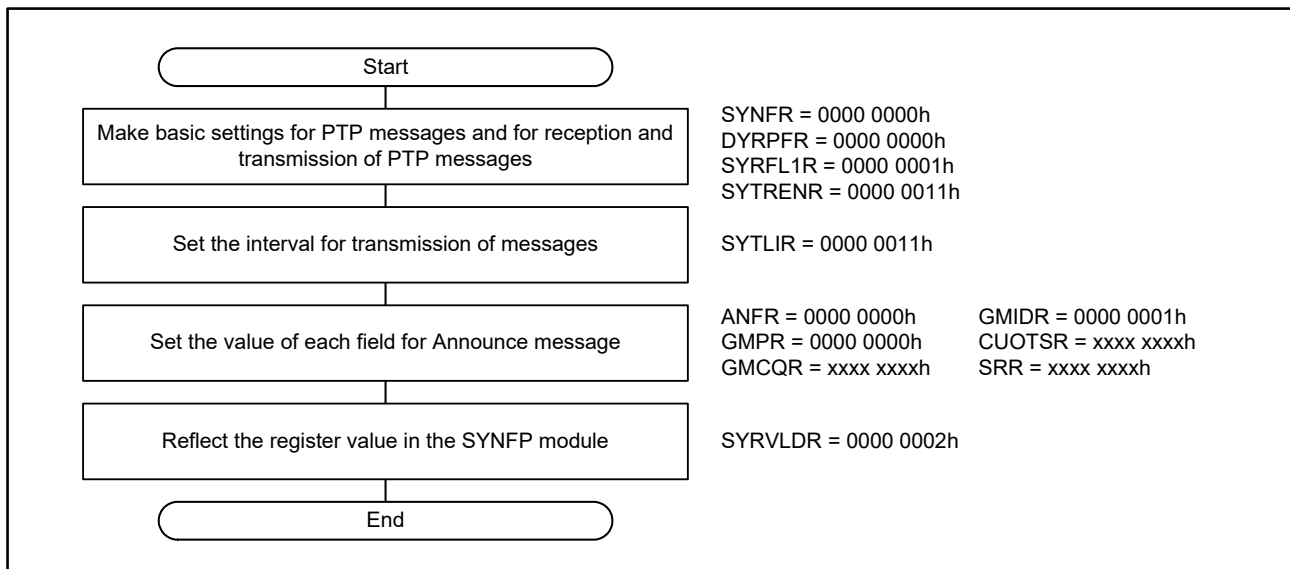 Start
Make basic settings for PTP messages and for reception and
transmission of PTP messages
SYNFR = 0000 0000h
DYRPFR = 0000 0000h
SYRFL1R = 0000 0001h
SYTRENR = 0000 0011h
Set the interval for transmission of messages
SYTLIR = 0000 0011h
Set the value of each field for Announce message
ANFR = 0000 0000h
GMPR = 0000 0000h
GMCQR = xxxx xxxxh
GMIDR = 0000 0001h
CUOTSR = xxxx xxxxh
SRR = xxxx xxxxh
Reflect the register value in the SYNFP module
SYRVLDR = 0000 0002h
End